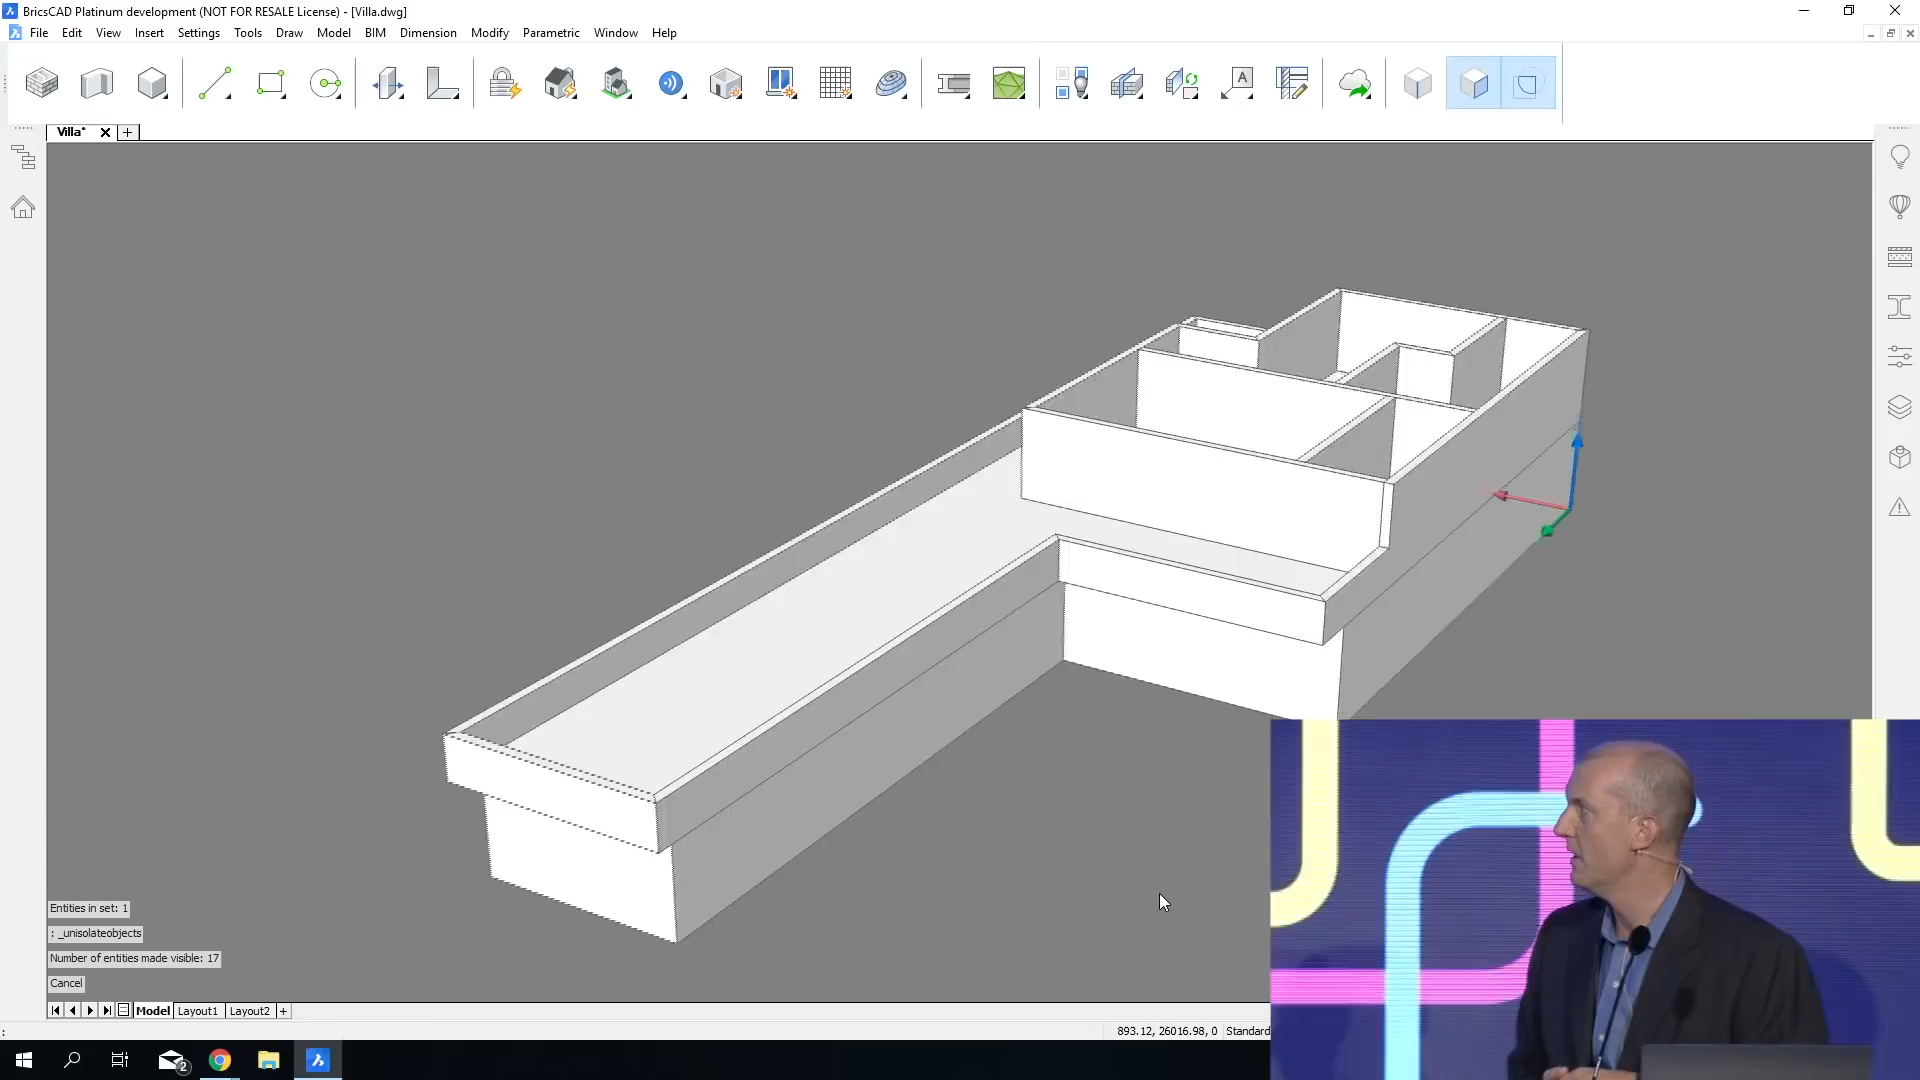 BricsCAD Platinum development (NOT FOR RESALE License) - [Villa.dwg]
File Edit View Insert Settings Tools Draw Model BIM Dimension Modify Parametric Window Help
A
Villa*
Entities in set: 1
: _unisolateobjects
Number of entities made visible: 17
Cancel
Model Layout1 Layout2 +
:
893.12, 26016.98, 0 Standard
2